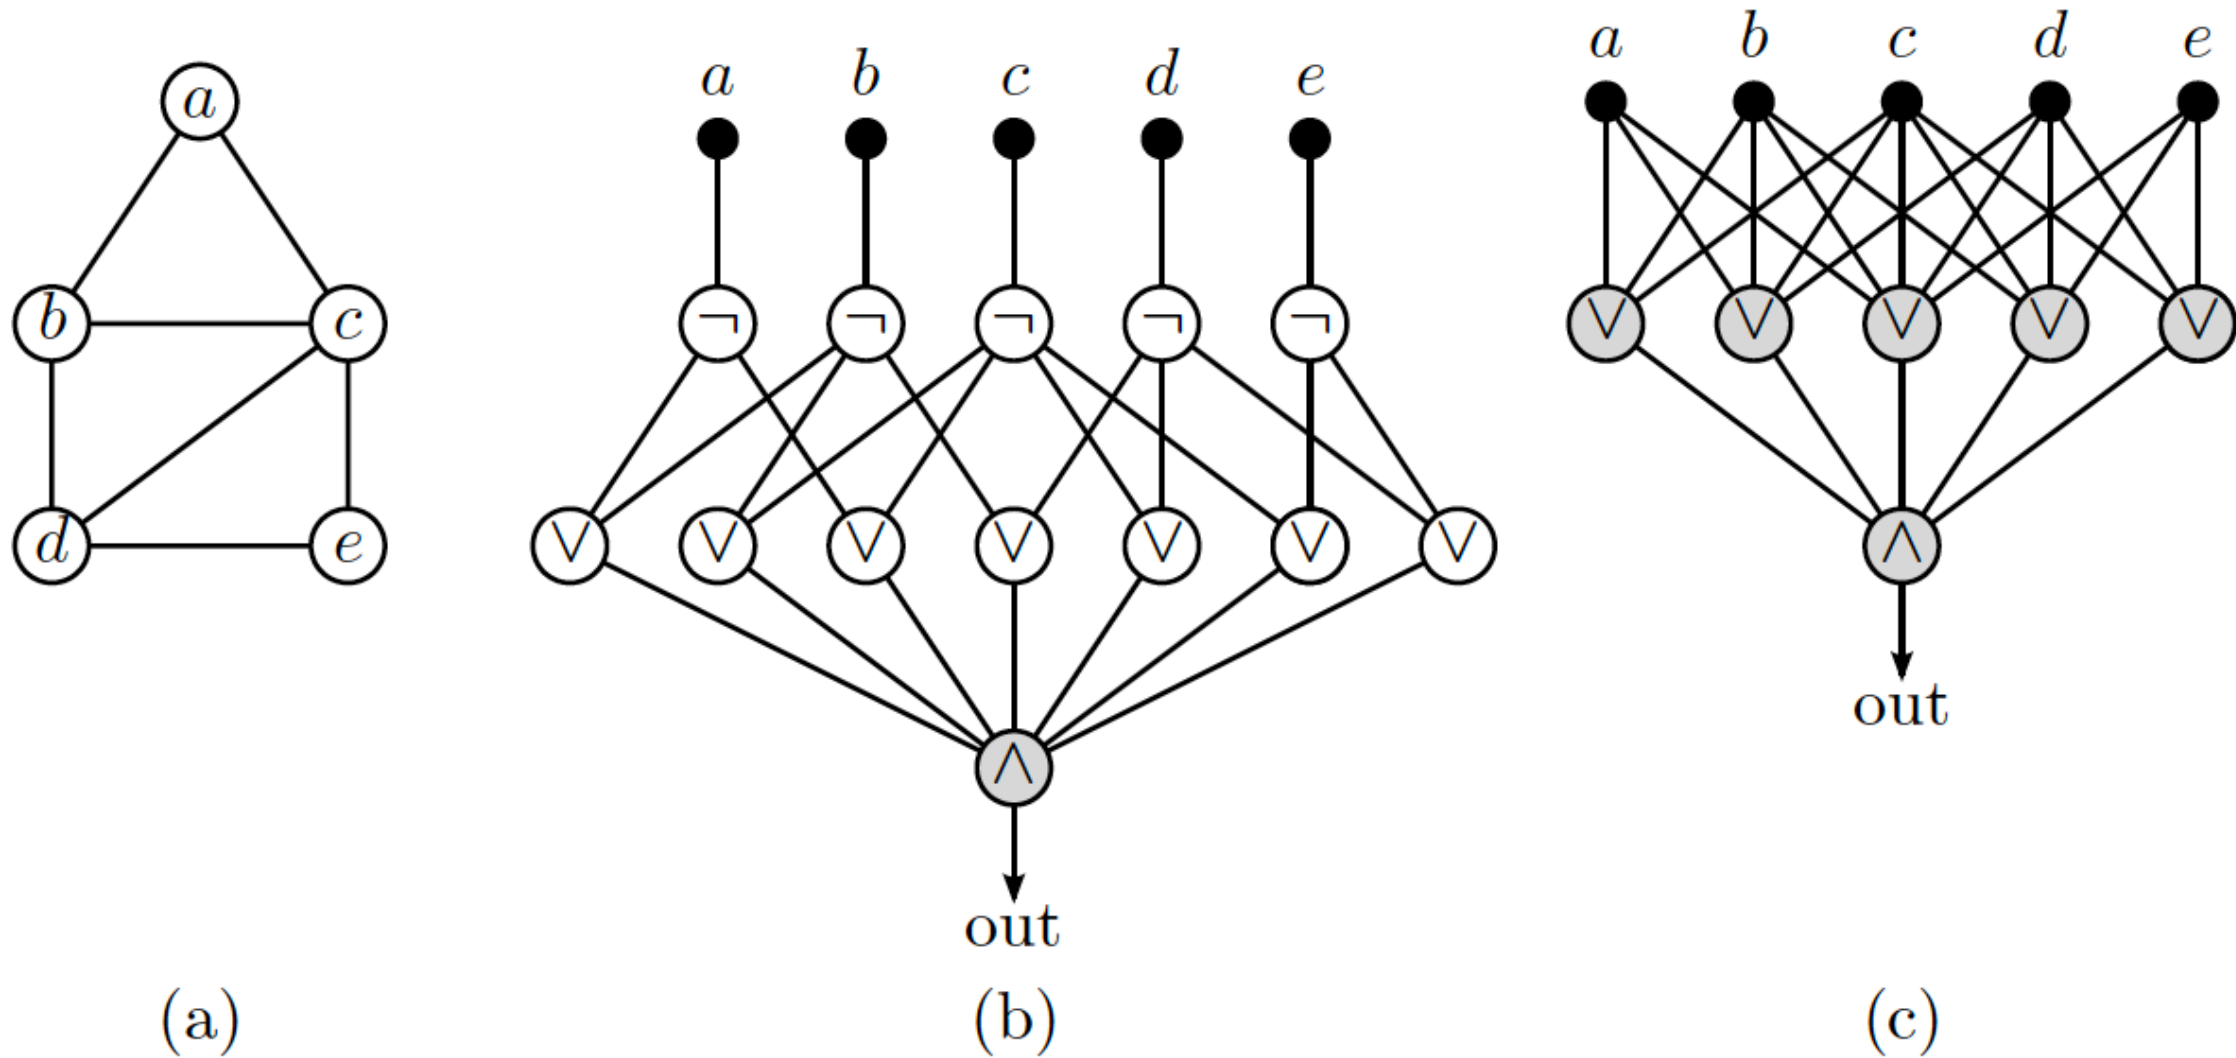 a
b c
d e
(a)
a b c d e
¬ ¬ ¬ ¬ ¬
∨ ∨ ∨ ∨ ∨ ∨ ∨
∧
out
(b)
a b c d e
∨ ∨ ∨ ∨ ∨
∧
out
(c)